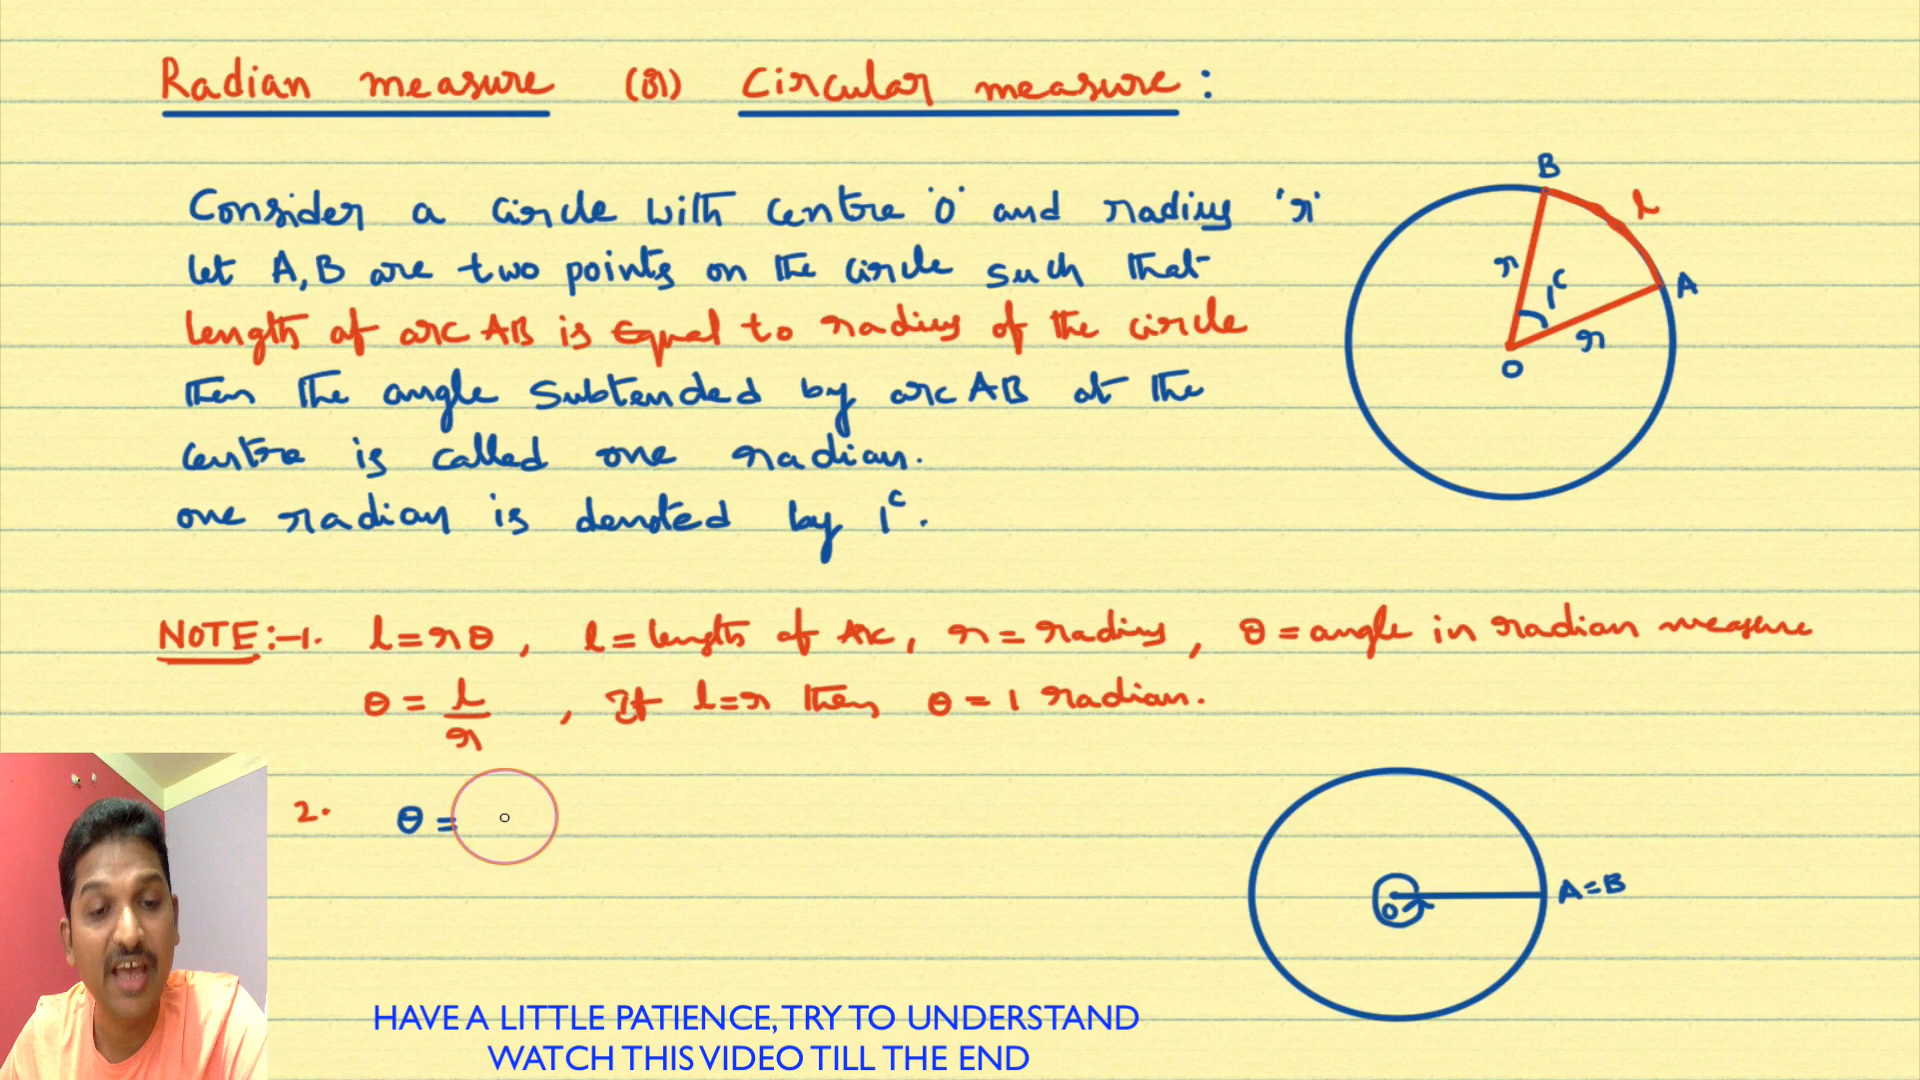 Radian measure (or) Circular measure :
Consider a circle with centre 'o' and radius 'r'
let A, B are two points on the circle such that
length of arc AB is Equal to radius of the circle
then the angle subtended by arc AB at the
centre is called one radian.
one radian is denoted by 1ᶜ.
B
l
r
1ᶜ
A
r
O
NOTE :-1. l = rθ , l = length of Arc, r = radius , θ = angle in radian measure
θ = l/r , If l = r then θ = 1 radian.
2. θ =
O
A = B
HAVE A LITTLE PATIENCE, TRY TO UNDERSTAND
WATCH THIS VIDEO TILL THE END